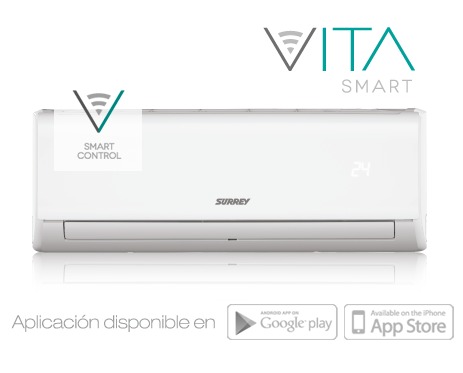 VITA
SMART
SMART
CONTROL
24
SURREY
Aplicación disponible en
ANDROID APP ON
Google play
Available on the iPhone
App Store